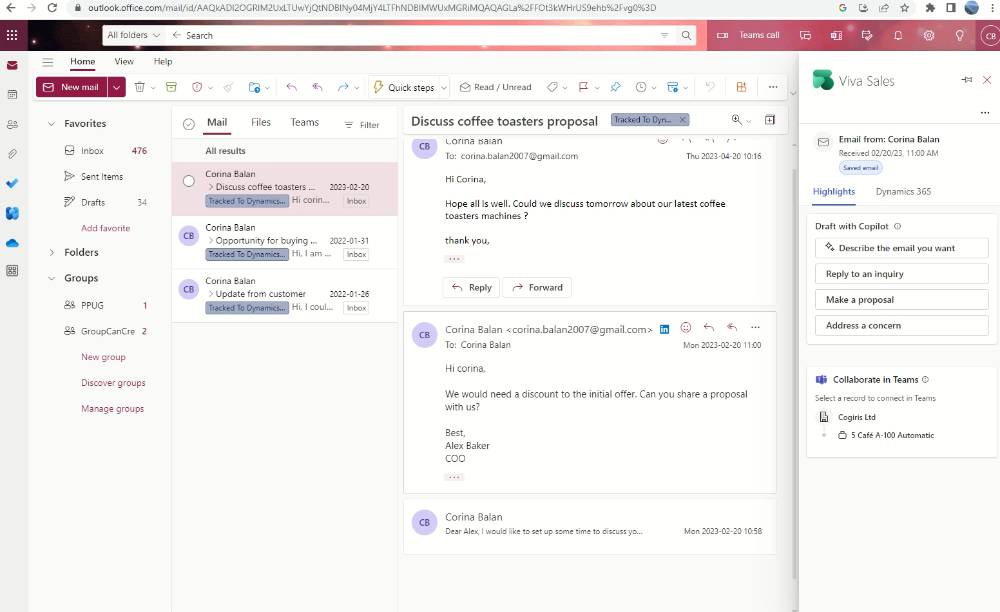 outlook.office.com/mail/id/AAQkADI2OGRIM2UxLTUwYjQtNDBlNy04MjY4LTFhNDBlMWUxMGRiMQAQAGLa%2FFOt3kWHrUS9ehb%2Fvg0%3D
All folders
Search
Teams call
CB
Home View Help
New mail
Quick steps
Read / Unread
Favorites
Inbox 476
Sent Items
Drafts 34
Add favorite
Folders
Groups
PPUG 1
GroupCanCre 2
New group
Discover groups
Manage groups
Mail Files Teams Filter
All results
Corina Balan
Discuss coffee toasters ... 2023-02-20
Tracked To Dynamics... Hi corin... Inbox
CB
Corina Balan
Opportunity for buying ... 2022-01-31
Tracked To Dynamics... Hi, I am ... Inbox
CB
Corina Balan
Update from customer 2022-01-26
Tracked To Dynamics... Hi, I coul... Inbox
Discuss coffee toasters proposal
Tracked To Dyn...
CB
Corina Balan
To: corina.balan2007@gmail.com Thu 2023-04-20 10:16
Hi Corina,
Hope all is well. Could we discuss tomorrow about our latest coffee
toasters machines ?
thank you,
...
Reply Forward
CB
Corina Balan <corina.balan2007@gmail.com> in
To: Corina Balan Mon 2023-02-20 11:00
Hi corina,
We would need a discount to the initial offer. Can you share a proposal
with us?
Best,
Alex Baker
COO
...
CB
Corina Balan
Dear Alex, I would like to set up some time to discuss yo... Mon 2023-02-20 10:58
Viva Sales
Email from: Corina Balan
Received 02/20/23, 11:00 AM
Saved email
Highlights Dynamics 365
Draft with Copilot
Describe the email you want
Reply to an inquiry
Make a proposal
Address a concern
Collaborate in Teams
Select a record to connect in Teams
Cogiris Ltd
5 Café A-100 Automatic